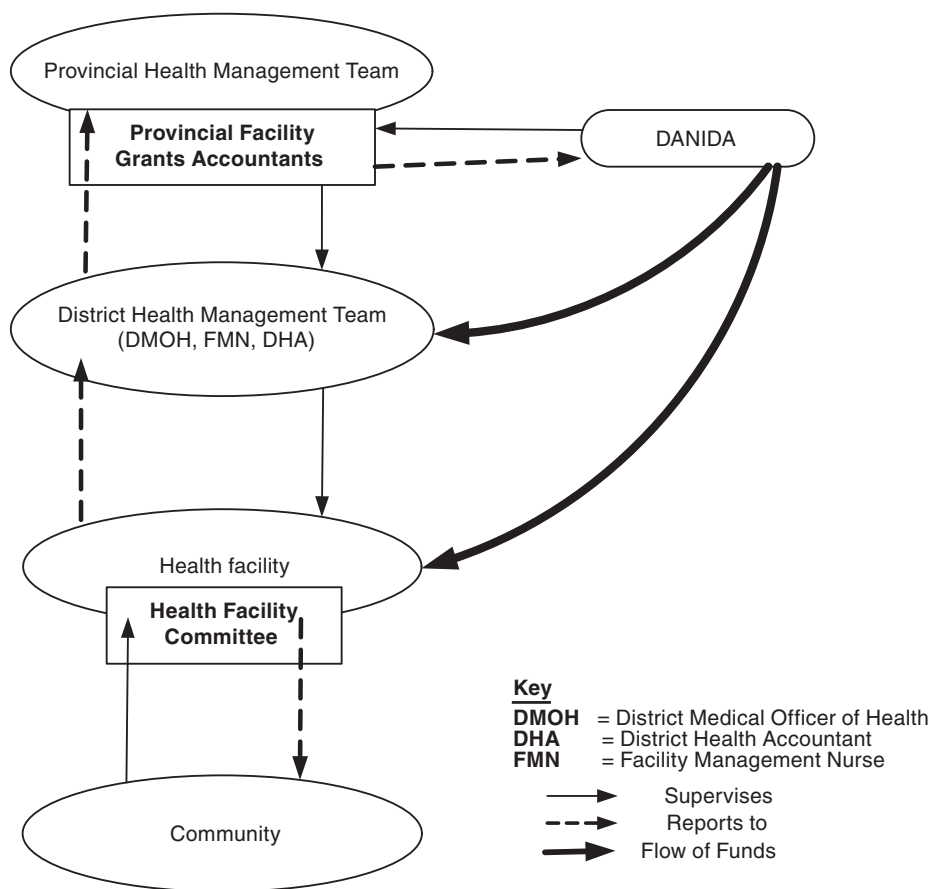 Provincial Health Management Team
Provincial Facility
Grants Accountants
DANIDA
District Health Management Team
(DMOH, FMN, DHA)
Health facility
Health Facility
Committee
Community
Key
DMOH = District Medical Officer of Health
DHA = District Health Accountant
FMN = Facility Management Nurse
Supervises
Reports to
Flow of Funds